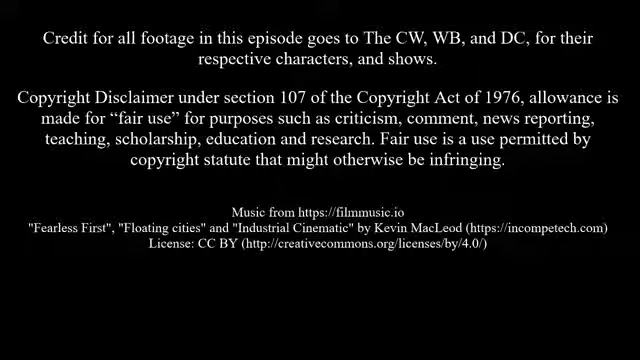 Credit for all footage in this episode goes to The CW, WB, and DC, for their
respective characters, and shows.
Copyright Disclaimer under section 107 of the Copyright Act of 1976, allowance is
made for “fair use” for purposes such as criticism, comment, news reporting,
teaching, scholarship, education and research. Fair use is a use permitted by
copyright statute that might otherwise be infringing.
Music from https://filmmusic.io
"Fearless First", "Floating cities" and "Industrial Cinematic" by Kevin MacLeod (https://incompetech.com)
License: CC BY (http://creativecommons.org/licenses/by/4.0/)